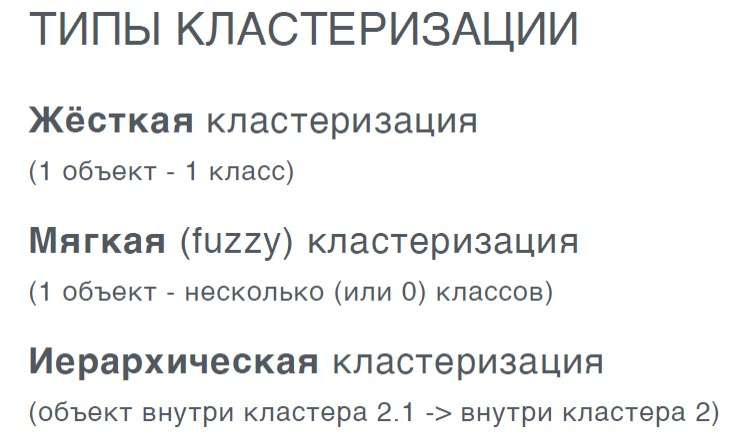 ТИПЫ КЛАСТЕРИЗАЦИИ
Жёсткая кластеризация
(1 объект - 1 класс)
Мягкая (fuzzy) кластеризация
(1 объект - несколько (или 0) классов)
Иерархическая кластеризация
(объект внутри кластера 2.1 -> внутри кластера 2)